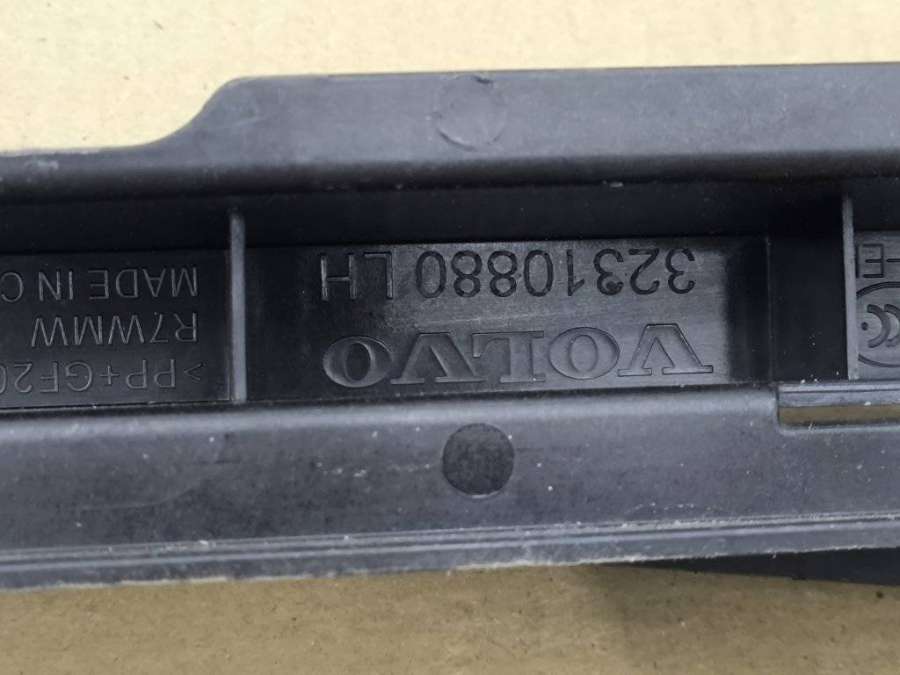 VOLVO
32310880 LH
>PP+GF20
R7WMW
MADE IN C